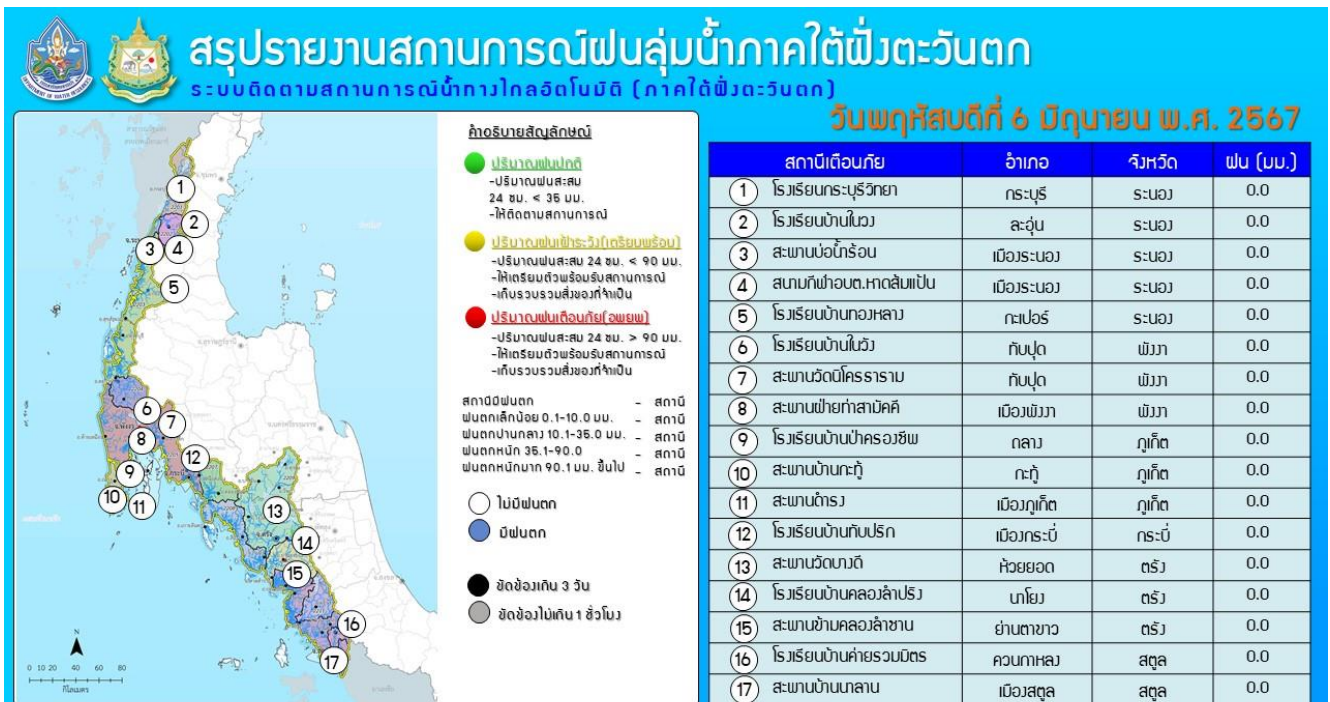 สรุปรายงานสถานการณ์ฝนลุ่มน้ำภาคใต้ฝั่งตะวันตก
ระบบติดตามสถานการณ์น้ำทางไกลอัตโนมัติ (ภาคใต้ฝั่งตะวันตก)
วันพฤหัสบดีที่ 6 มิถุนายน พ.ศ. 2567
คำอธิบายสัญลักษณ์
ปริมาณฝนปกติ
-ปริมาณฝนสะสม
24 ชม. < 35 มม.
-ให้ติดตามสถานการณ์
ปริมาณฝนเฝ้าระวัง(เตรียมพร้อม)
-ปริมาณฝนสะสม 24 ชม. < 90 มม.
-ให้เตรียมตัวพร้อมรับสถานการณ์
-เก็บรวบรวมสิ่งของที่จำเป็น
ปริมาณฝนเตือนภัย(อพยพ)
-ปริมาณฝนสะสม 24 ชม. > 90 มม.
-ให้เตรียมตัวพร้อมรับสถานการณ์
-เก็บรวบรวมสิ่งของที่จำเป็น
สถานีมีฝนตก - สถานี
ฝนตกเล็กน้อย 0.1-10.0 มม. - สถานี
ฝนตกปานกลาง 10.1-35.0 มม. - สถานี
ฝนตกหนัก 35.1-90.0 - สถานี
ฝนตกหนักมาก 90.1 มม. ขึ้นไป - สถานี
ไม่มีฝนตก
มีฝนตก
ขัดข้องเกิน 3 วัน
ขัดข้องไม่เกิน 1 ชั่วโมง
1
2
3 4
5
6
7
8
9
12
10
11
13
14
15
16
17
N
0 10 20 40 60 80
กิโลเมตร
สถานีเตือนภัย อำเภอ จังหวัด ฝน (มม.)
1 โรงเรียนกระบุรีวิทยา กระบุรี ระนอง 0.0
2 โรงเรียนบ้านในวง ละอุ่น ระนอง 0.0
3 สะพานบ่อน้ำร้อน เมืองระนอง ระนอง 0.0
4 สนามกีฬาอบต.หาดส้มแป้น เมืองระนอง ระนอง 0.0
5 โรงเรียนบ้านทองหลาง กะเปอร์ ระนอง 0.0
6 โรงเรียนบ้านในวัง ทับปุด พังงา 0.0
7 สะพานวัดนิโครธาราม ทับปุด พังงา 0.0
8 สะพานฝ่ายท่าสามัคคี เมืองพังงา พังงา 0.0
9 โรงเรียนบ้านป่าครองชีพ ถลาง ภูเก็ต 0.0
10 สะพานบ้านกะทู้ กะทู้ ภูเก็ต 0.0
11 สะพานดำรง เมืองภูเก็ต ภูเก็ต 0.0
12 โรงเรียนบ้านทับปริก เมืองกระบี่ กระบี่ 0.0
13 สะพานวัดบางดี ห้วยยอด ตรัง 0.0
14 โรงเรียนบ้านคลองลำปริง นาโยง ตรัง 0.0
15 สะพานข้ามคลองลำชาน ย่านตาขาว ตรัง 0.0
16 โรงเรียนบ้านค่ายรวมมิตร ควนกาหลง สตูล 0.0
17 สะพานบ้านนาลาน เมืองสตูล สตูล 0.0